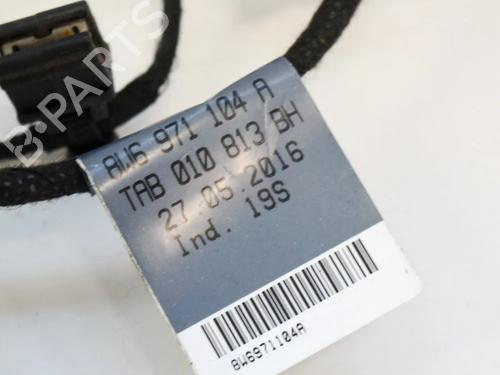 8W6 971 104 A
TAB 010 813 BH
27.05.2016
Ind. 19S
8W6971104A
B-PARTS